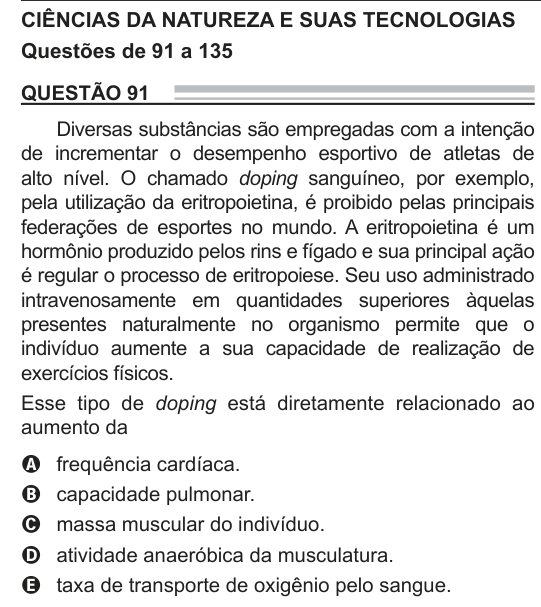 CIÊNCIAS DA NATUREZA E SUAS TECNOLOGIAS
Questões de 91 a 135
QUESTÃO 91
Diversas substâncias são empregadas com a intenção
de incrementar o desempenho esportivo de atletas de
alto nível. O chamado doping sanguíneo, por exemplo,
pela utilização da eritropoietina, é proibido pelas principais
federações de esportes no mundo. A eritropoietina é um
hormônio produzido pelos rins e fígado e sua principal ação
é regular o processo de eritropoiese. Seu uso administrado
intravenosamente em quantidades superiores àquelas
presentes naturalmente no organismo permite que o
indivíduo aumente a sua capacidade de realização de
exercícios físicos.
Esse tipo de doping está diretamente relacionado ao
aumento da
A frequência cardíaca.
B capacidade pulmonar.
C massa muscular do indivíduo.
D atividade anaeróbica da musculatura.
E taxa de transporte de oxigênio pelo sangue.